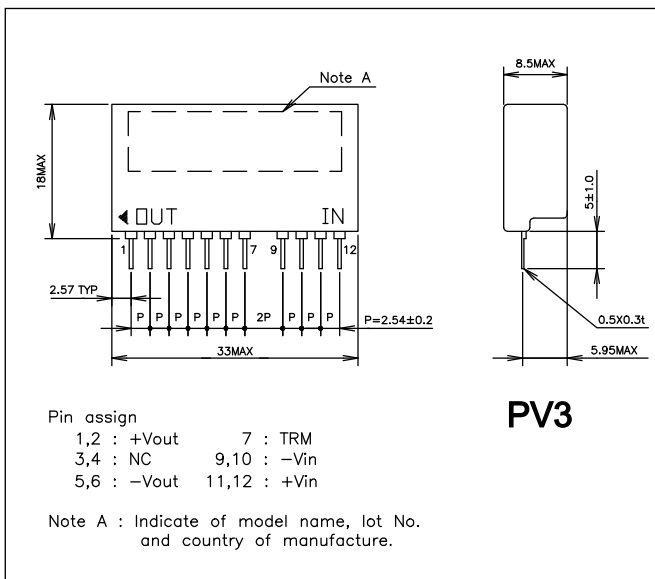 Note A
8.5MAX
18MAX
5±1.0
OUT
IN
1
7
9
12
2.57 TYP
P
P
P
P
P
P
2P
P
P
P
P=2.54±0.2
0.5X0.3t
33MAX
5.95MAX
PV3
Pin assign
1,2 : +Vout 7 : TRM
3,4 : NC 9,10 : −Vin
5,6 : −Vout 11,12 : +Vin
Note A : Indicate of model name, lot No.
and country of manufacture.